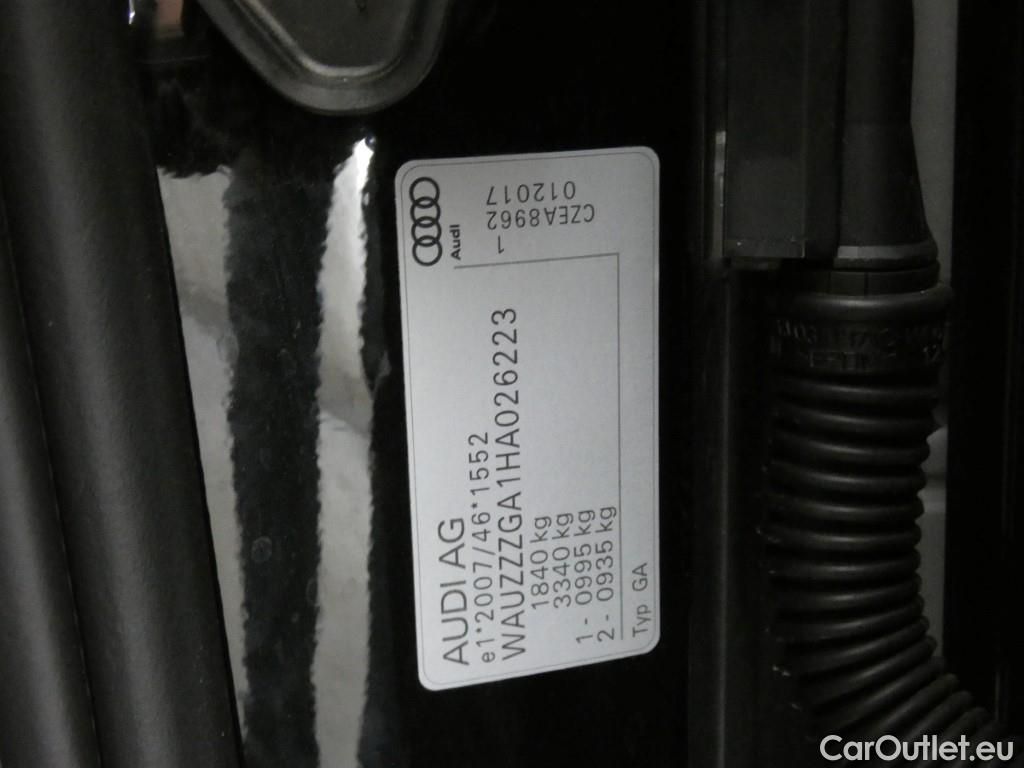 AUDI AG
e1*2007/46*1552
WAUZZZGA1HA026223
1840 kg
3340 kg
1 - 0995 kg
2 - 0935 kg
Typ GA
Audi
1
CZEA8962
012017
CarOutlet.eu